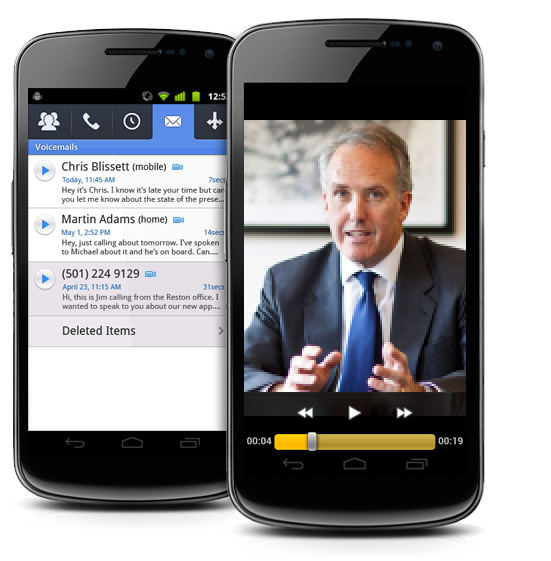 12:5
Voicemails
Chris Blissett (mobile)
Today, 11:45 AM 7secs
Hey it's Chris. I know it's late your time but can
you let me know about the state of the prese...
Martin Adams (home)
May 1, 2:52 PM 14secs
Hey, just calling about tomorrow. I've spoken
to Michael about it and he's on board. Can....
(501) 224 9129
April 23, 11:15 AM 31secs
Hi, this is Jim calling from the Reston office. I
wanted to speak to you about our new app....
Deleted Items
00:04 00:19